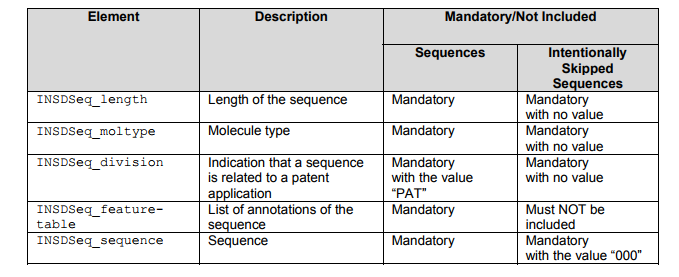 Element Description Mandatory/Not Included
Sequences Intentionally
Skipped
Sequences
INSDSeq_length Length of the sequence Mandatory Mandatory
with no value
INSDSeq_moltype Molecule type Mandatory Mandatory
with no value
INSDSeq_division Indication that a sequence Mandatory Mandatory
is related to a patent with the value with no value
application “PAT”
INSDSeq_feature- List of annotations of the Mandatory Must NOT be
table sequence included
INSDSeq_sequence Sequence Mandatory Mandatory
with the value “000”